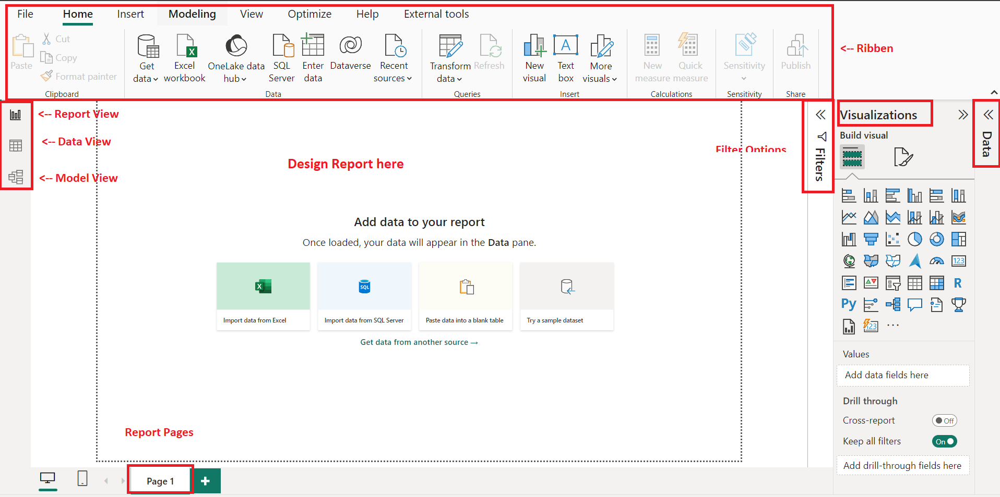 File Home Insert Modeling View Optimize Help External tools
Paste
Cut
Copy
Format painter
Clipboard
Get data
Excel workbook
OneLake data hub
SQL Server
Enter data
Dataverse
Recent sources
Data
Transform data
Refresh
Queries
New visual
Text box
A
More visuals
Insert
New measure
Quick measure
Calculations
Sensitivity
Sensitivity
Publish
Share
<-- Ribben
<-- Report View
<-- Data View
<-- Model View
Design Report here
Filter Options
Filters
Visualizations
Data
Build visual
Add data to your report
Once loaded, your data will appear in the Data pane.
X
SQL
Import data from Excel
Import data from SQL Server
Paste data into a blank table
Try a sample dataset
Get data from another source →
123
R
Py
123
Values
Add data fields here
Drill through
Cross-report Off
Keep all filters On
Add drill-through fields here
Report Pages
Page 1 +